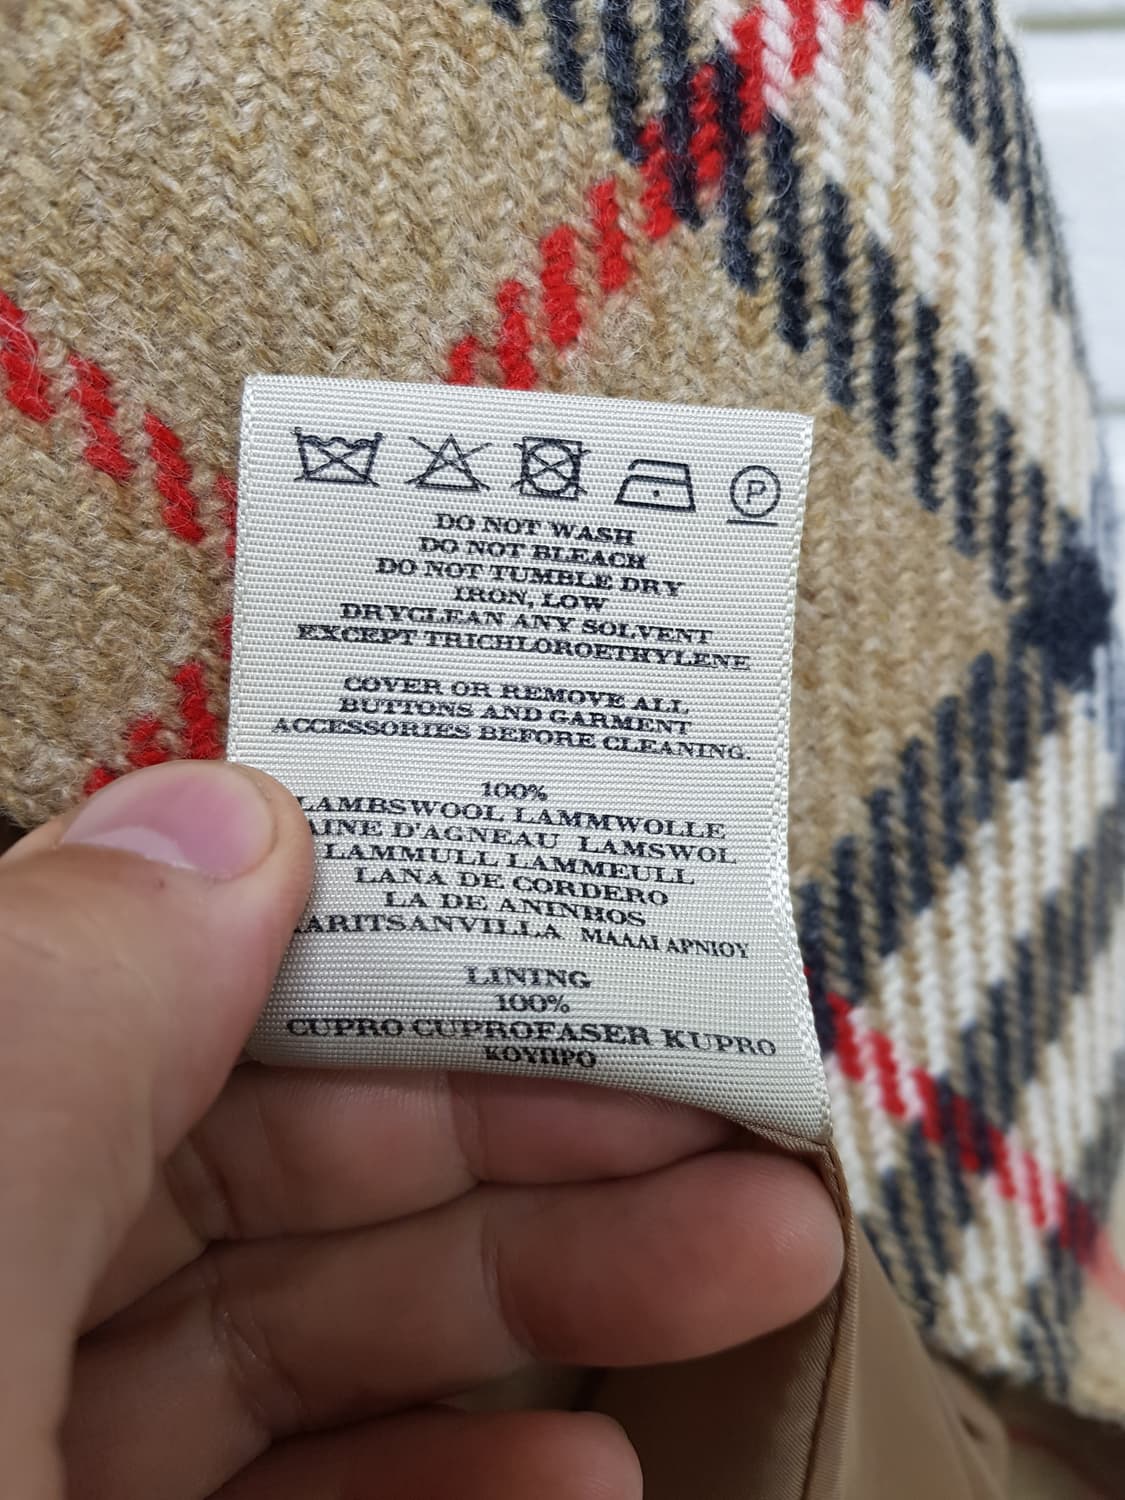 P
DO NOT WASH
DO NOT BLEACH
DO NOT TUMBLE DRY
IRON, LOW
DRYCLEAN ANY SOLVENT
EXCEPT TRICHLOROETHYLENE
COVER OR REMOVE ALL
BUTTONS AND GARMENT
ACCESSORIES BEFORE CLEANING.
100%
LAMBSWOOL LAMMWOLLE
AINE D'AGNEAU LAMSWOL
LAMMULL LAMMEULL
LANA DE CORDERO
LA DE ANINHOS
ARITSANVILLA ΜΑΛΛΙ ΑΡΝΙΟΥ
LINING
100%
CUPRO CUPROFASER KUPRO
ΚΟΥΠΡΟ